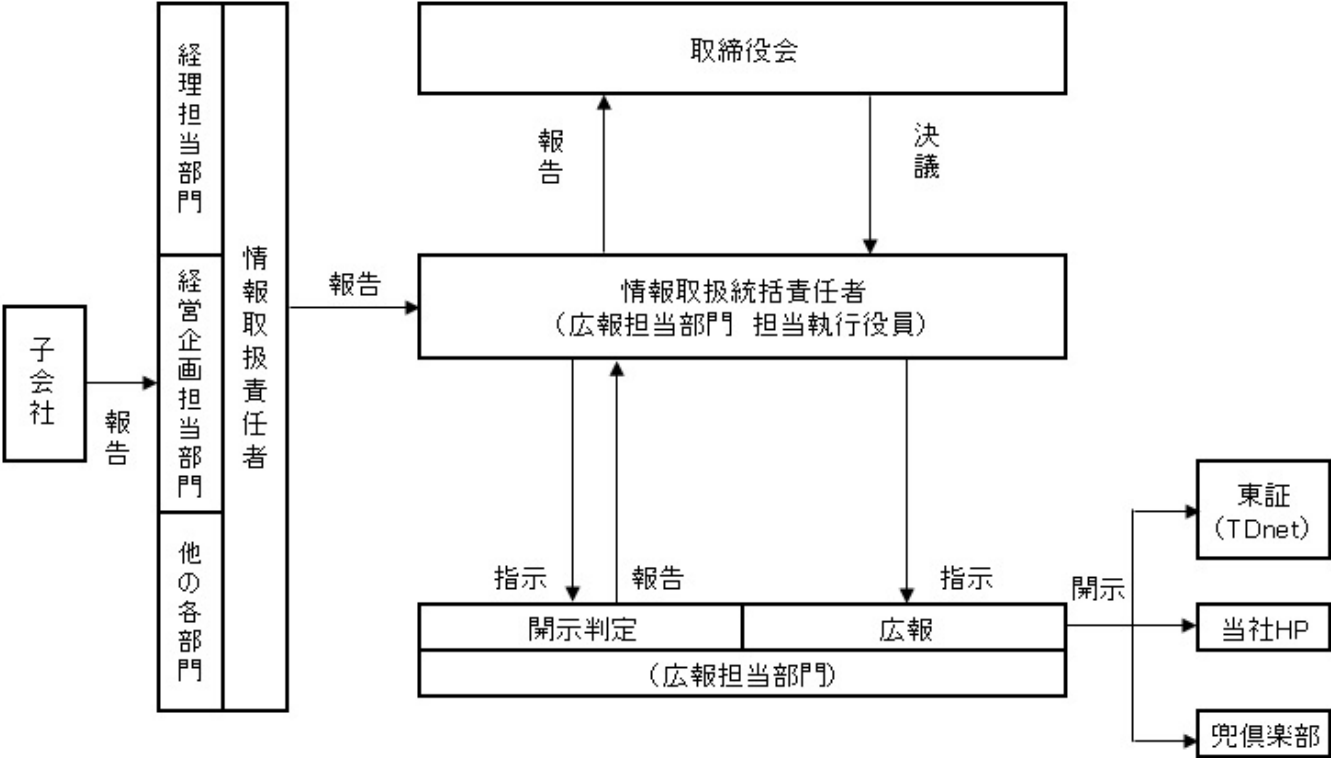 子会社
報告
経理担当部門
経営企画担当部門
他の各部門
情報取扱責任者
報告
取締役会
報告
決議
情報取扱統括責任者
(広報担当部門 担当執行役員)
指示
報告
指示
開示判定
広報
(広報担当部門)
開示
東証
(TDnet)
当社HP
兜倶楽部